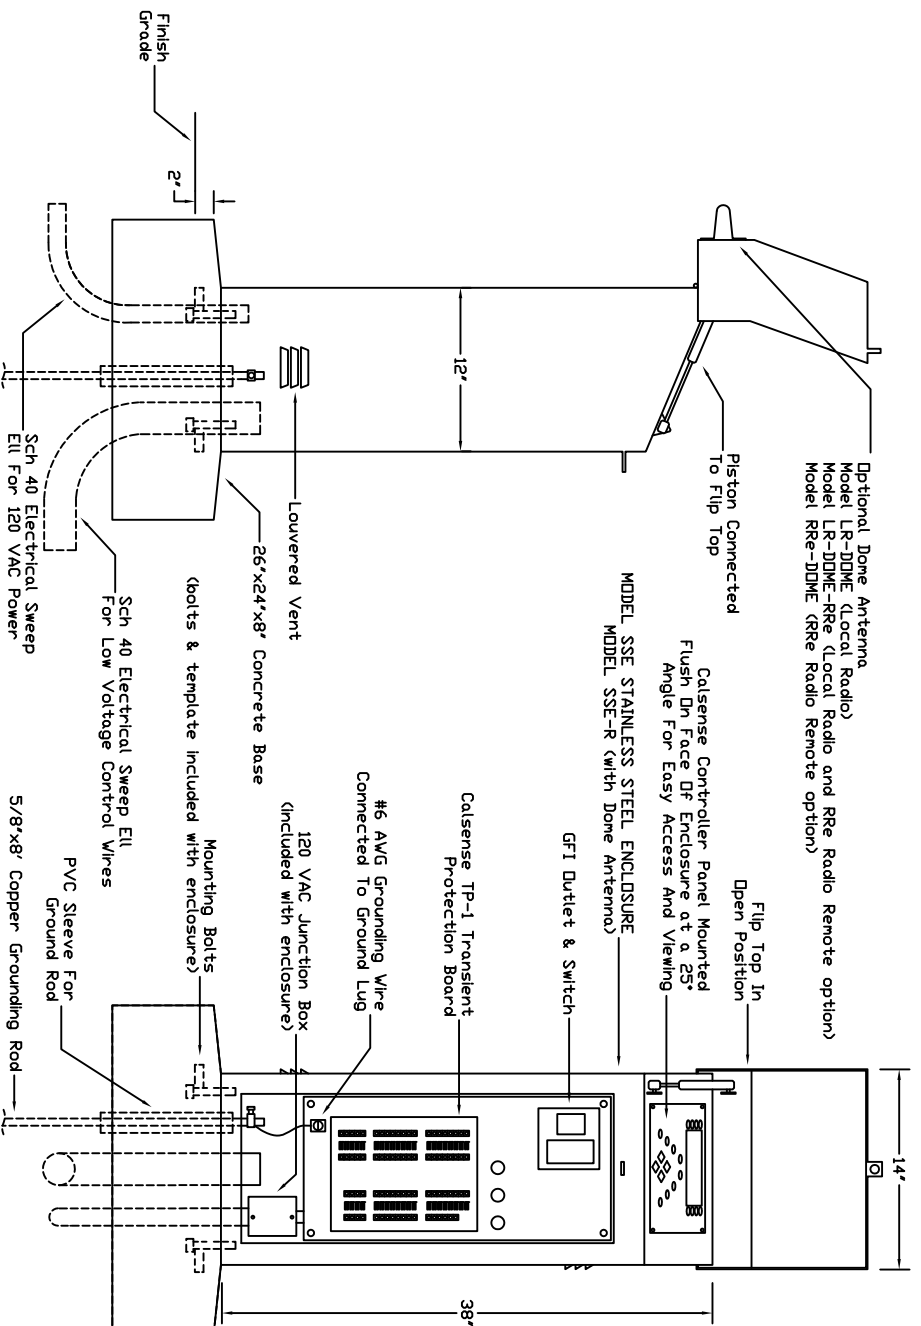 Optional Dome Antenna
Model LR-DOME (Local Radio)
Model LR-DOME-RRe (Local Radio and RRe Radio Remote option)
Model RRe-DOME (RRe Radio Remote option)
Piston Connected
To Flip Top
12"
Louvered Vent
26"x24"x8" Concrete Base
Finish
Grade
2"
Sch 40 Electrical Sweep
Ell For 120 VAC Power
Sch 40 Electrical Sweep Ell
For Low Voltage Control Wires
14"
Flip Top In
Open Position
Calsense Controller Panel Mounted
Flush On Face Of Enclosure at a 25°
Angle For Easy Access And Viewing
MODEL SSE STAINLESS STEEL ENCLOSURE
MODEL SSE-R (with Dome Antenna)
GFI Outlet & Switch
38"
Calsense TP-1 Transient
Protection Board
#6 AWG Grounding Wire
Connected To Ground Lug
120 VAC Junction Box
(included with enclosure)
Mounting Bolts
(bolts & template included with enclosure)
PVC Sleeve For
Ground Rod
5/8"x8' Copper Grounding Rod